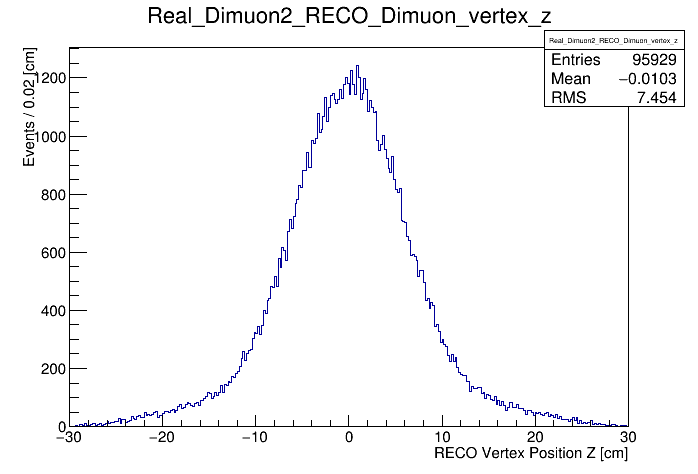 Real_Dimuon2_RECO_Dimuon_vertex_z
Real_Dimuon2_RECO_Dimuon_vertex_z
Entries 95929
Mean −0.0103
RMS 7.454
Events / 0.02 [cm]
1200
1000
800
600
400
200
0
−30 −20 −10 0 10 20 30
RECO Vertex Position Z [cm]